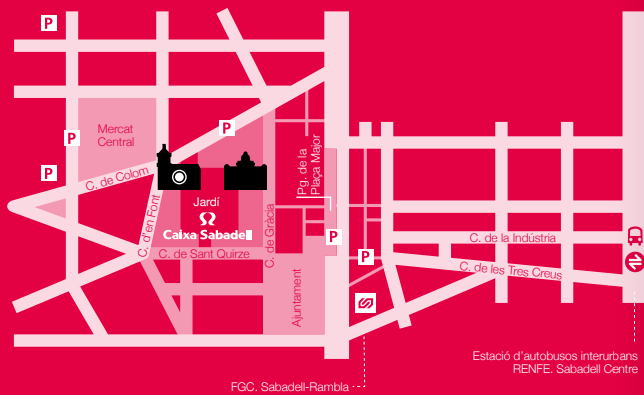 P
P
Mercat
Central
P
P
C. de Colom
Pg. de la
Plaça Major
Jardí
Caixa Sabadell
C. d'en Font
C. de Gràcia
P
C. de la Indústria
C. de Sant Quirze
P
C. de les Tres Creus
Ajuntament
Estació d'autobusos interurbans
RENFE. Sabadell Centre
FGC. Sabadell-Rambla